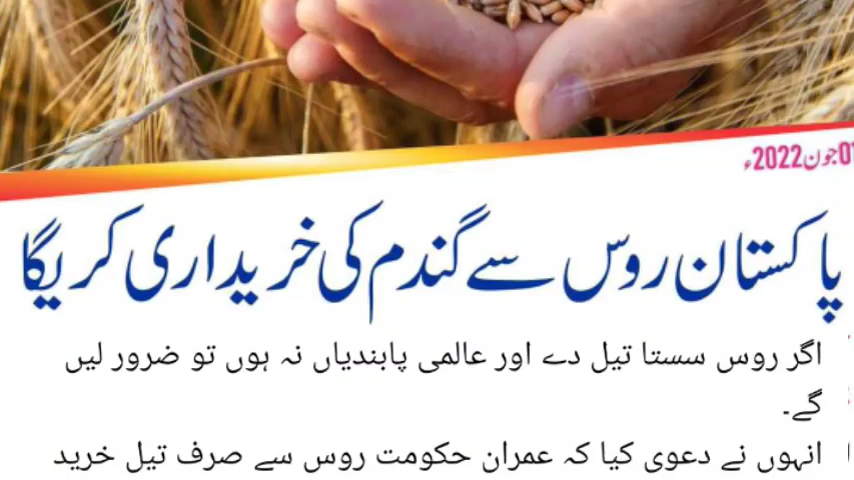 01جون2022ء
پاکستان روس سے گندم کی خریداری کریگا
اگر روس سستا تیل دے اور عالمی پابندیاں نہ ہوں تو ضرور لیں
گے۔
انہوں نے دعوی کیا کہ عمران حکومت روس سے صرف تیل خرید